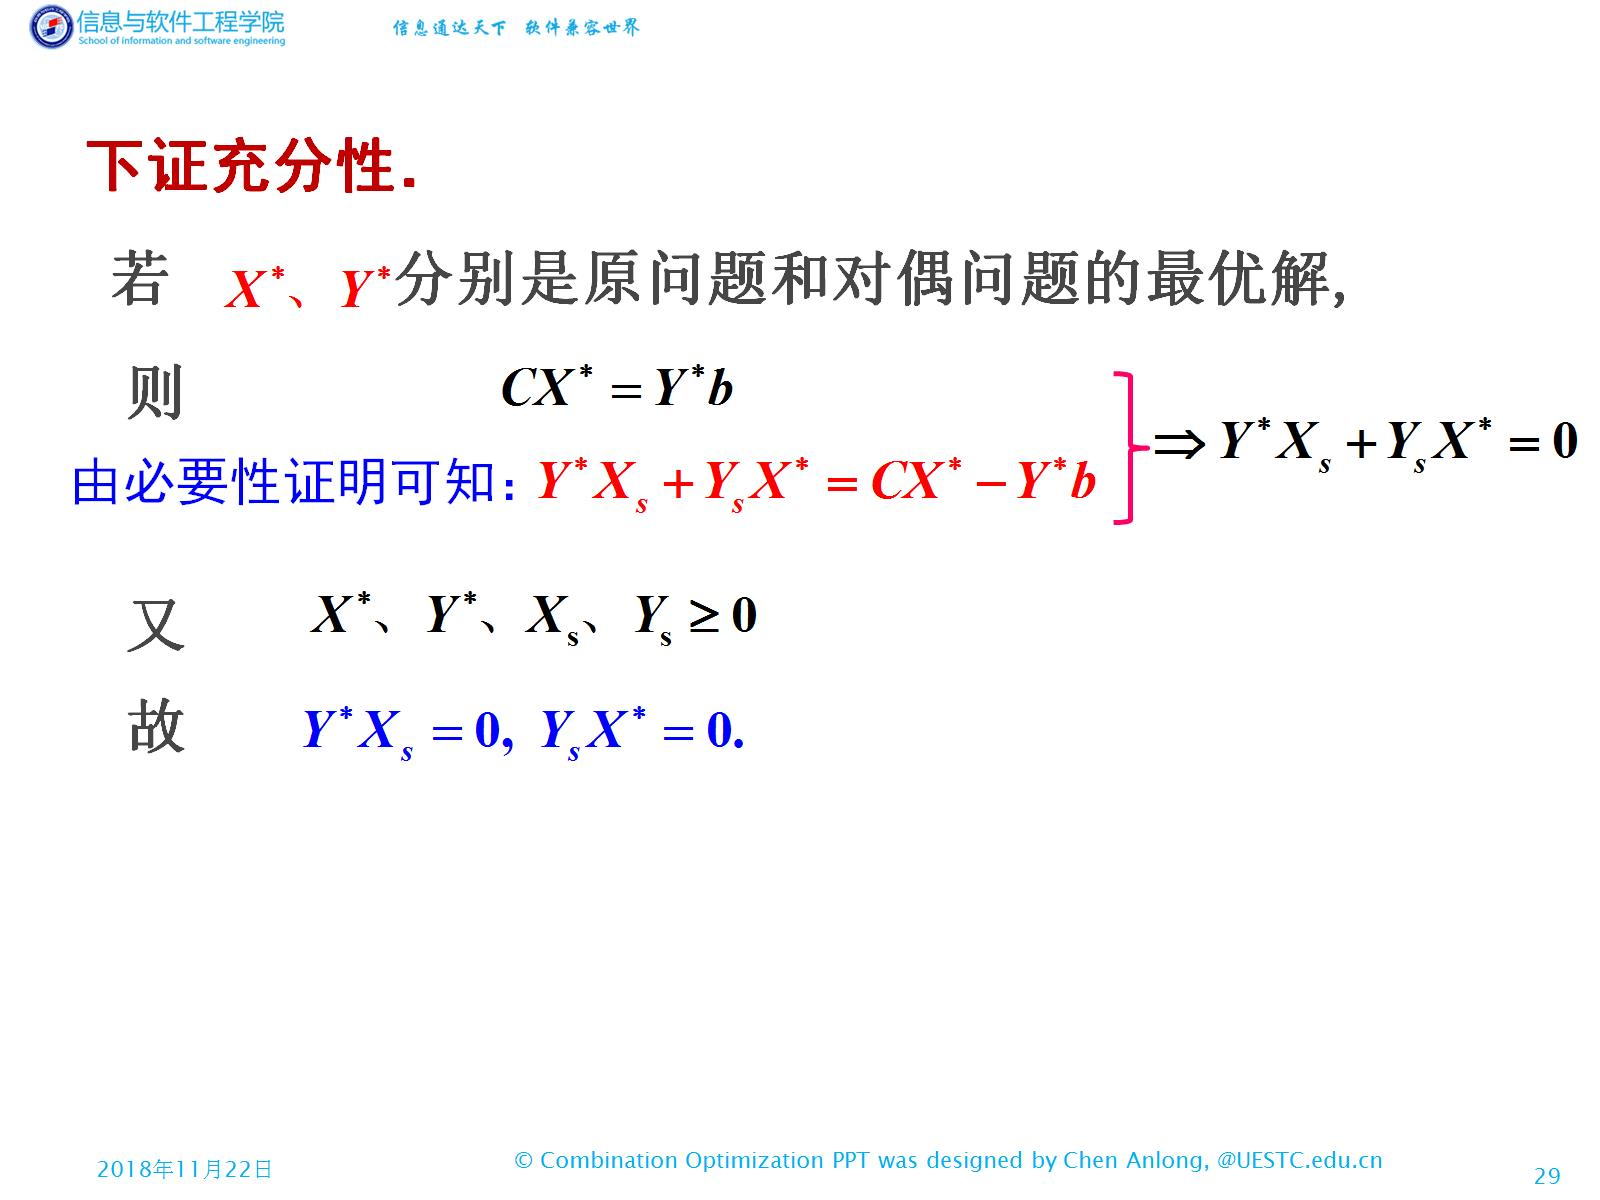 信息与软件工程学院
School of information and software engineering
信息通达天下 软件兼容世界
下证充分性.
若 X*、Y*分别是原问题和对偶问题的最优解,
则 CX* = Y*b
由必要性证明可知: Y*Xₛ + YₛX* = CX* − Y*b
⇒ Y*Xₛ + YₛX* = 0
又 X*、Y*、Xₛ、Yₛ ≥ 0
故 Y*Xₛ = 0, YₛX* = 0.
2018年11月22日
© Combination Optimization PPT was designed by Chen Anlong, @UESTC.edu.cn
29